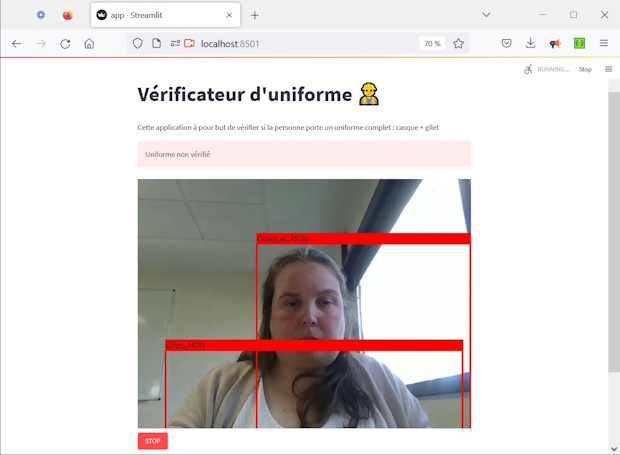 app · Streamlit
localhost:8501
70 %
RUNNING...
Stop
Vérificateur d'uniforme
Cette application à pour but de vérifier si la personne porte un uniforme complet : casque + gilet
Uniforme non vérifié
Casque_NON
Gilet_NON
STOP